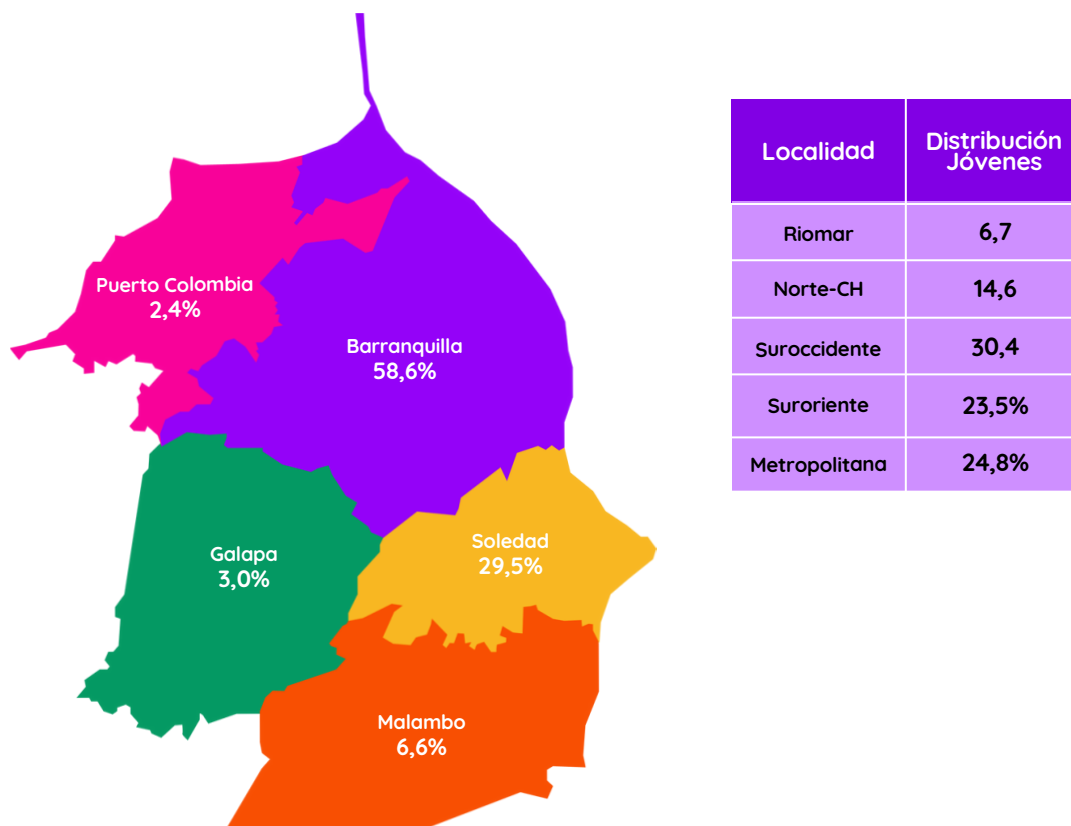 Puerto Colombia
2,4%
Barranquilla
58,6%
Galapa
3,0%
Soledad
29,5%
Malambo
6,6%
Localidad
Distribución
Jóvenes
Riomar
6,7
Norte-CH
14,6
Suroccidente
30,4
Suroriente
23,5%
Metropolitana
24,8%